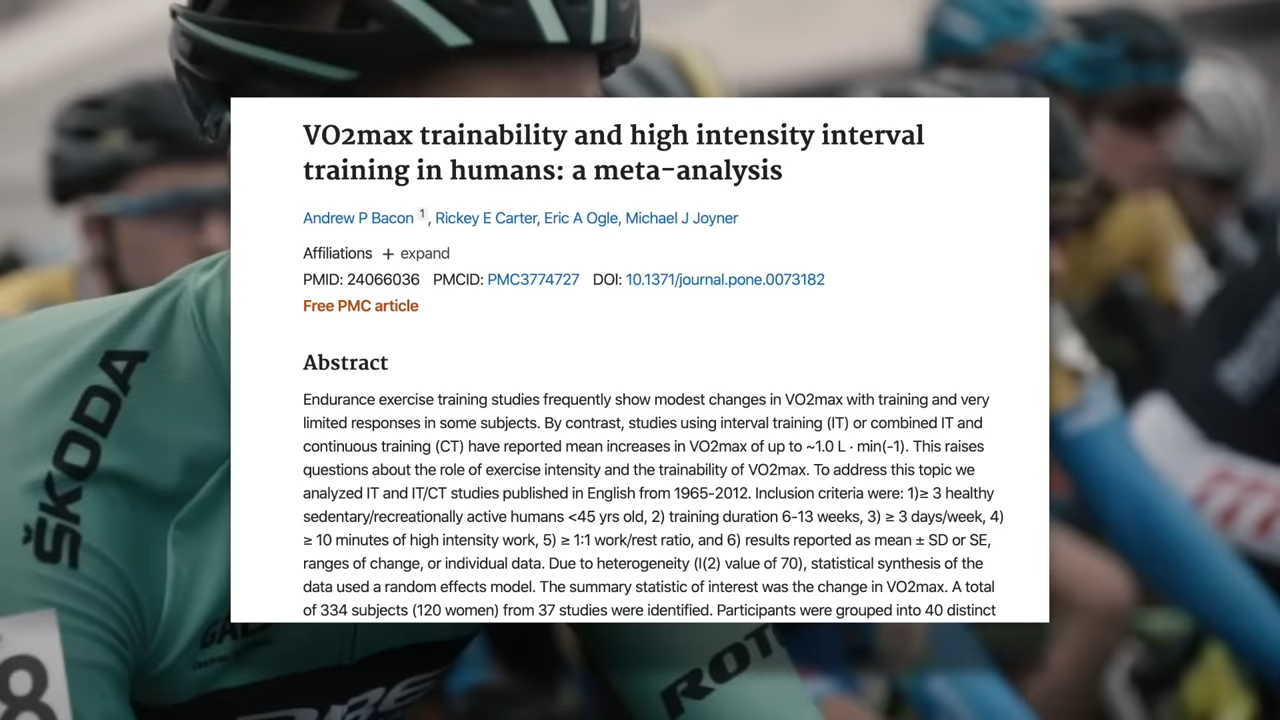 VO2max trainability and high intensity interval
training in humans: a meta-analysis
Andrew P Bacon 1, Rickey E Carter, Eric A Ogle, Michael J Joyner
Affiliations + expand
PMID: 24066036 PMCID: PMC3774727 DOI: 10.1371/journal.pone.0073182
Free PMC article
Abstract
Endurance exercise training studies frequently show modest changes in VO2max with training and very
limited responses in some subjects. By contrast, studies using interval training (IT) or combined IT and
continuous training (CT) have reported mean increases in VO2max of up to ~1.0 L · min(-1). This raises
questions about the role of exercise intensity and the trainability of VO2max. To address this topic we
analyzed IT and IT/CT studies published in English from 1965-2012. Inclusion criteria were: 1)≥ 3 healthy
sedentary/recreationally active humans <45 yrs old, 2) training duration 6-13 weeks, 3) ≥ 3 days/week, 4)
≥ 10 minutes of high intensity work, 5) ≥ 1:1 work/rest ratio, and 6) results reported as mean ± SD or SE,
ranges of change, or individual data. Due to heterogeneity (I(2) value of 70), statistical synthesis of the
data used a random effects model. The summary statistic of interest was the change in VO2max. A total
of 334 subjects (120 women) from 37 studies were identified. Participants were grouped into 40 distinct
ŠKODA
8
ROT